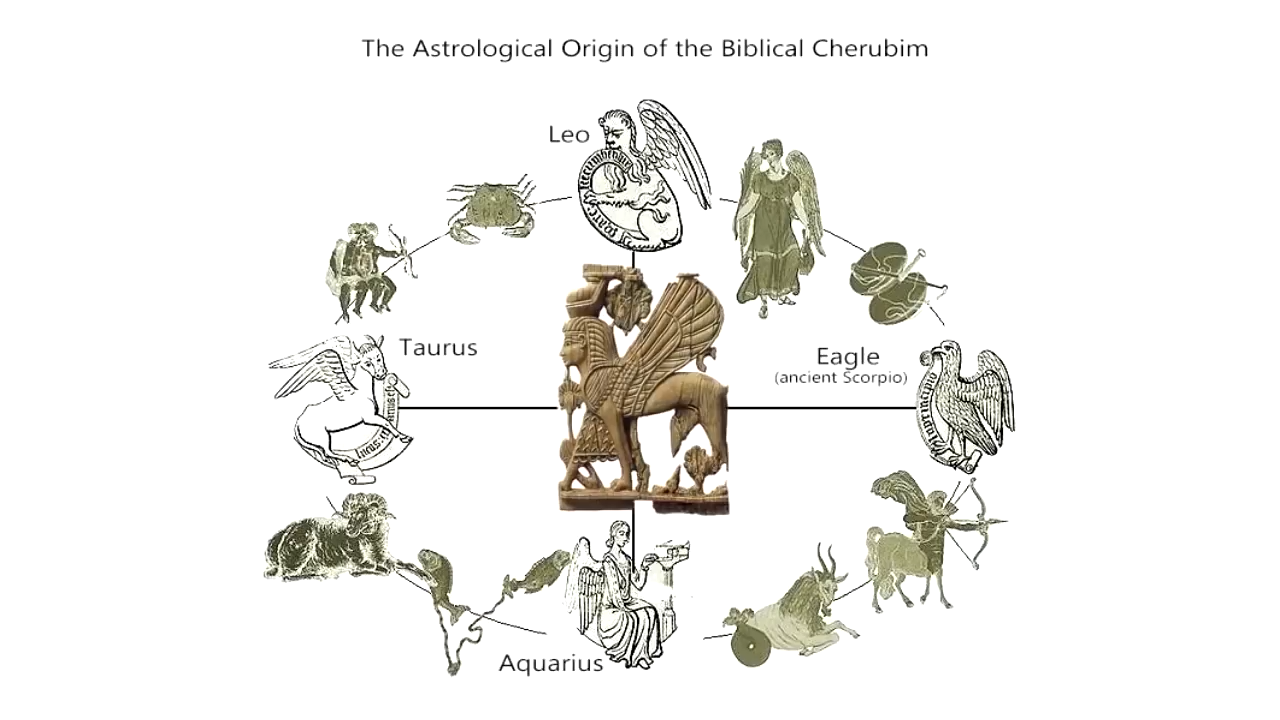 The Astrological Origin of the Biblical Cherubim
Leo
Taurus
Eagle
(ancient Scorpio)
Aquarius